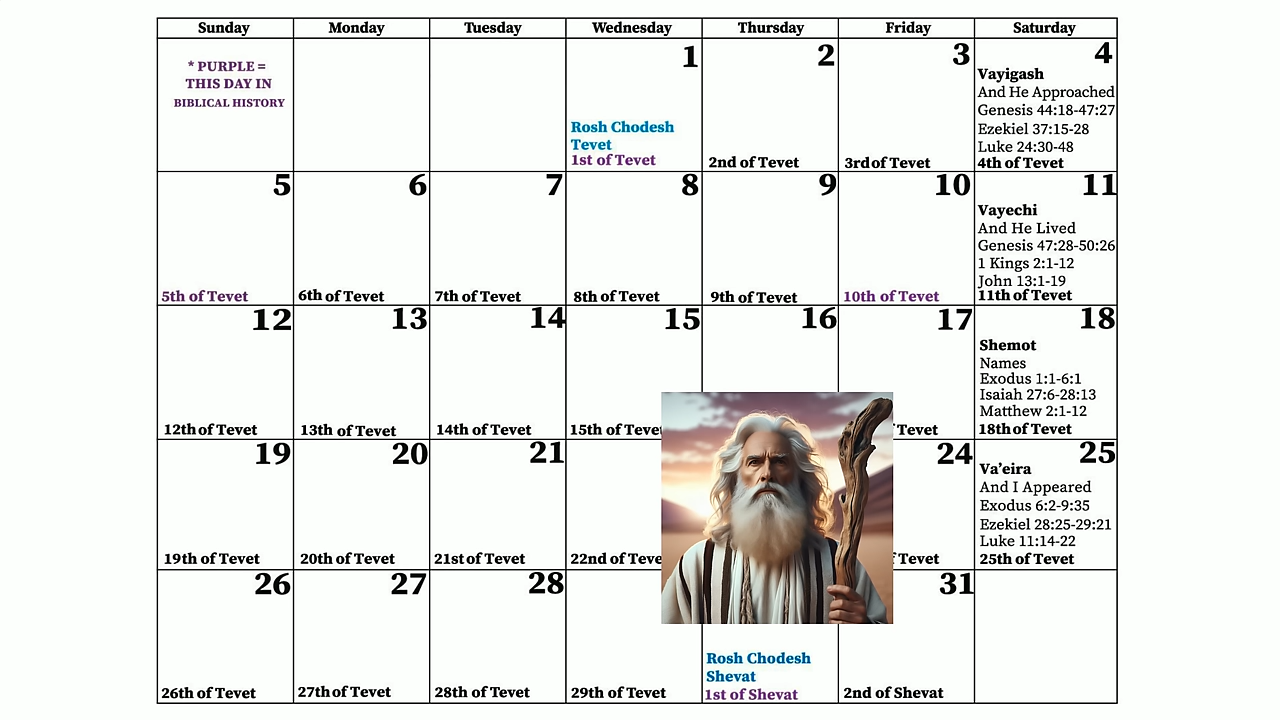 Sunday Monday Tuesday Wednesday Thursday Friday Saturday
* PURPLE =
THIS DAY IN
BIBLICAL HISTORY
1
Rosh Chodesh
Tevet
1st of Tevet
2
2nd of Tevet
3
3rd of Tevet
4
Vayigash
And He Approached
Genesis 44:18-47:27
Ezekiel 37:15-28
Luke 24:30-48
4th of Tevet
5
5th of Tevet
6
6th of Tevet
7
7th of Tevet
8
8th of Tevet
9
9th of Tevet
10
10th of Tevet
11
Vayechi
And He Lived
Genesis 47:28-50:26
1 Kings 2:1-12
John 13:1-19
11th of Tevet
12
12th of Tevet
13
13th of Tevet
14
14th of Tevet
15
15th of Teve
16
17
Tevet
18
Shemot
Names
Exodus 1:1-6:1
Isaiah 27:6-28:13
Matthew 2:1-12
18th of Tevet
19
19th of Tevet
20
20th of Tevet
21
21st of Tevet
22nd of Teve
24
Tevet
25
Va’eira
And I Appeared
Exodus 6:2-9:35
Ezekiel 28:25-29:21
Luke 11:14-22
25th of Tevet
26
26th of Tevet
27
27th of Tevet
28
28th of Tevet
29th of Tevet
Rosh Chodesh
Shevat
1st of Shevat
31
2nd of Shevat